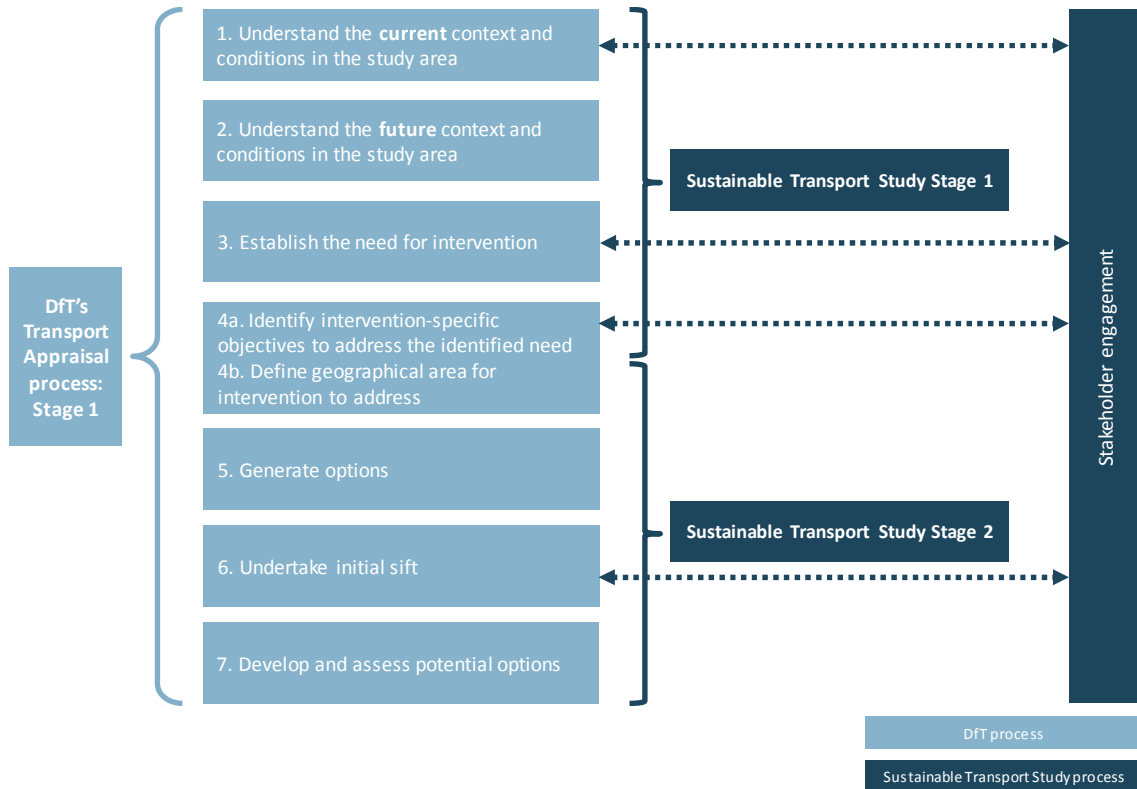 DfT's
Transport
Appraisal
process:
Stage 1
1. Understand the current context and
conditions in the study area
2. Understand the future context and
conditions in the study area
3. Establish the need for intervention
4a. Identify intervention-specific
objectives to address the identified need
4b. Define geographical area for
intervention to address
5. Generate options
6. Undertake initial sift
7. Develop and assess potential options
Sustainable Transport Study Stage 1
Sustainable Transport Study Stage 2
Stakeholder engagement
DfT process
Sustainable Transport Study process